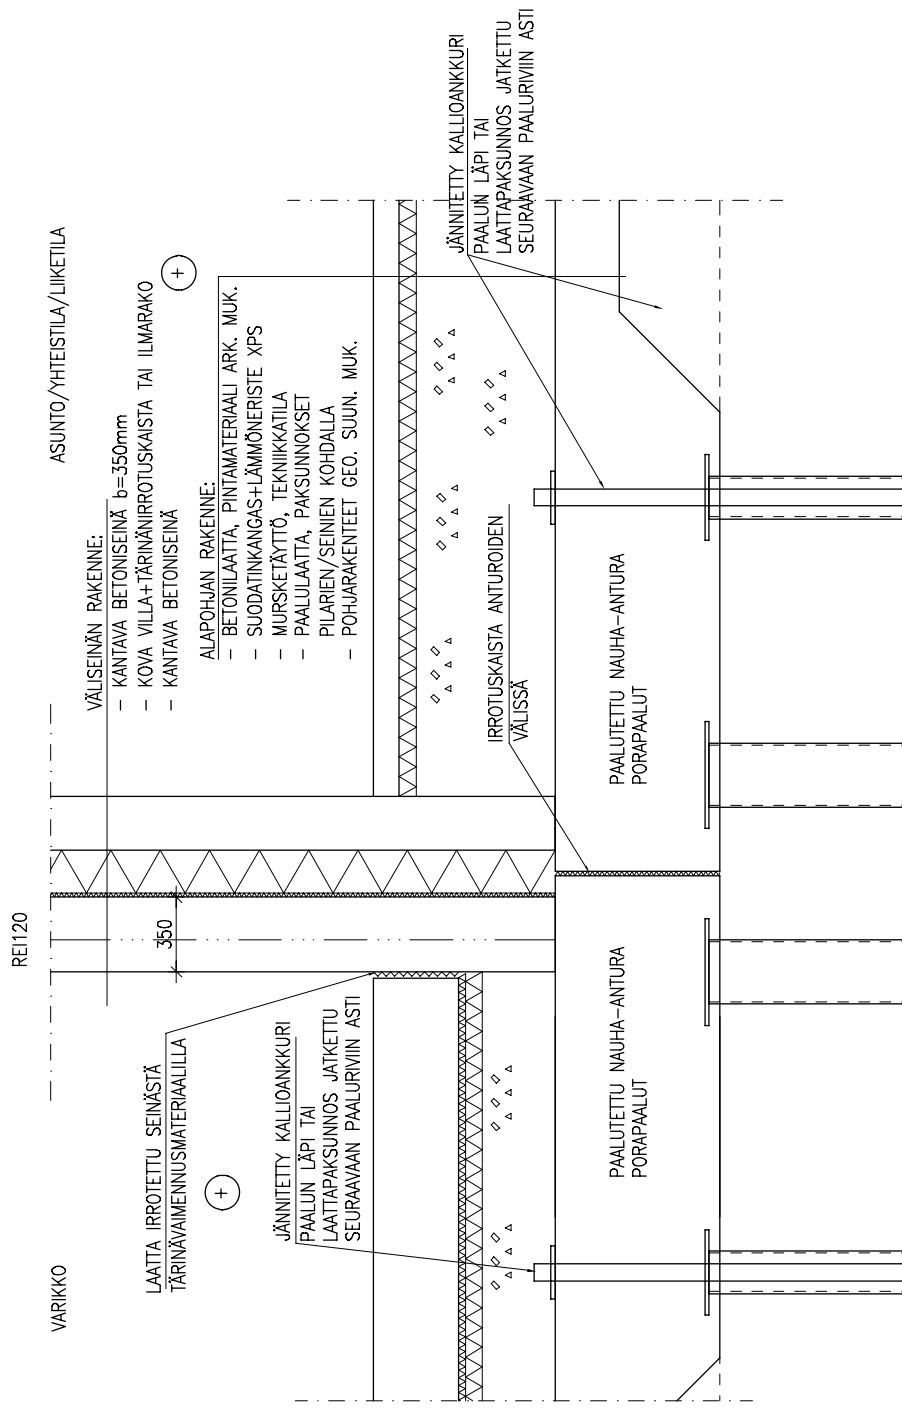 REI120
VARIKKO
ASUNTO/YHTEISTILA/LIIKETILA
VÄLISEINÄN RAKENNE:
- KANTAVA BETONISEINÄ b=350mm
- KOVA VILLA+TÄRINÄNIRROTUSKAISTA TAI ILMARAKO
- KANTAVA BETONISEINÄ
+
ALAPOHJAN RAKENNE:
- BETONILAATTA, PINTAMATERIAALI ARK. MUK.
- SUODATINKANGAS+LÄMMÖNERISTE XPS
- MURSKETÄYTTÖ, TEKNIIKKATILA
- PAALULAATTA, PAKSUNNOKSET
PILARIEN/SEINIEN KOHDALLA
- POHJARAKENTEET GEO. SUUN. MUK.
LAATTA IRROTETTU SEINÄSTÄ
TÄRINÄVAIMENNUSMATERIAALILLA
350
+
JÄNNITETTY KALLIOANKKURI
PAALUN LÄPI TAI
LAATTAPAKSUNNOS JATKETTU
SEURAAVAAN PAALURIVIIN ASTI
JÄNNITETTY KALLIOANKKURI
PAALUN LÄPI TAI
LAATTAPAKSUNNOS JATKETTU
SEURAAVAAN PAALURIVIIN ASTI
IRROTUSKAISTA ANTUROIDEN
VÄLISSÄ
PAALUTETTU NAUHA-ANTURA
PORAPAALUT
PAALUTETTU NAUHA-ANTURA
PORAPAALUT